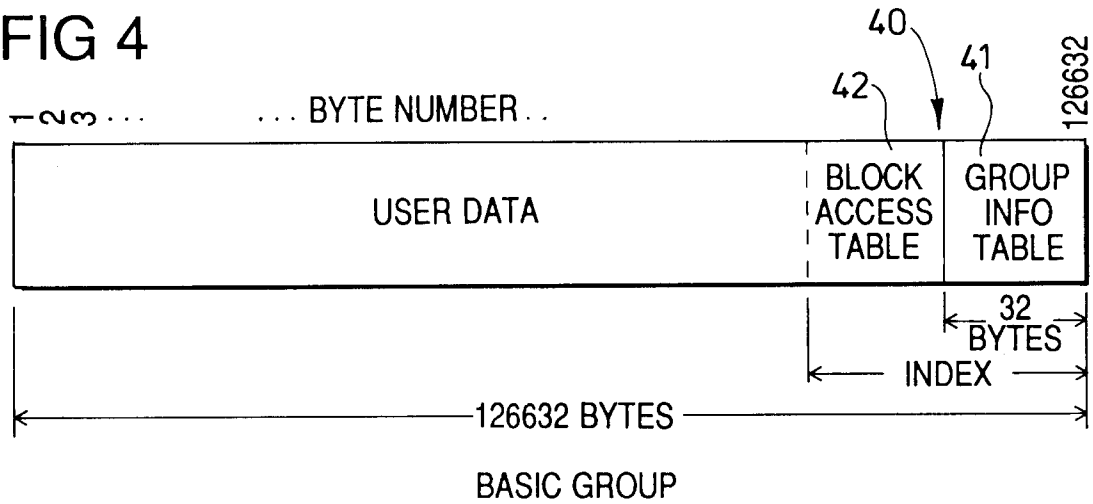 FIG 4
40
41
42
126632
1 2 3 ... ... BYTE NUMBER ..
USER DATA
BLOCK
ACCESS
TABLE
GROUP
INFO
TABLE
32
BYTES
INDEX
126632 BYTES
BASIC GROUP